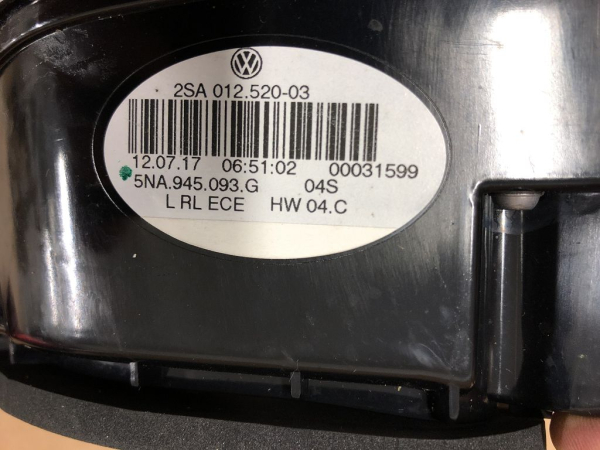 2SA 012.520-03
12.07.17 06:51:02 00031599
5NA.945.093.G 04S
L RL ECE HW 04.C